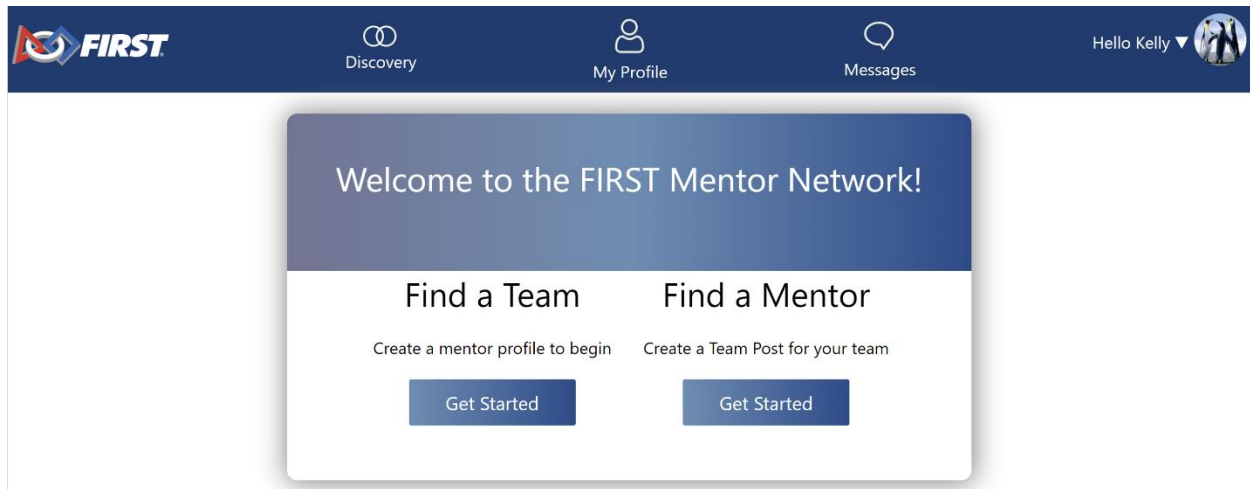 FIRST
Discovery
My Profile
Messages
Hello Kelly ▼
Welcome to the FIRST Mentor Network!
Find a Team
Create a mentor profile to begin
Get Started
Find a Mentor
Create a Team Post for your team
Get Started